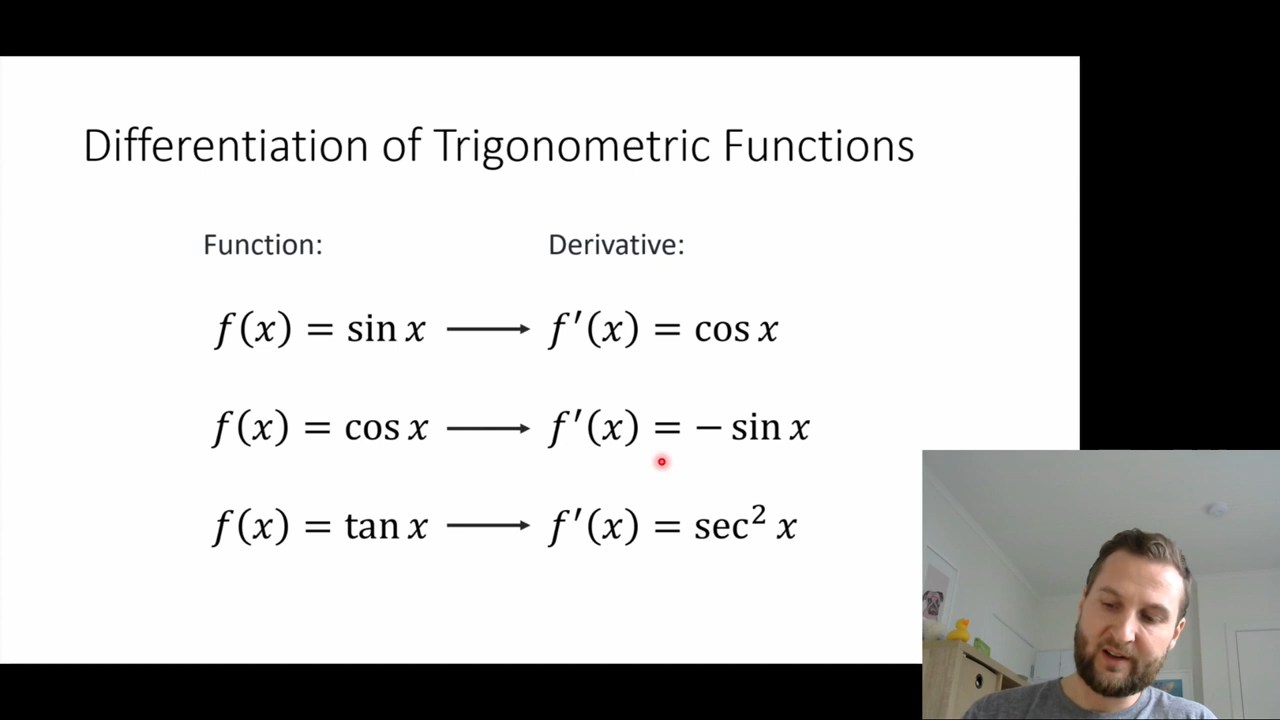 Differentiation of Trigonometric Functions
Function: Derivative:
f(x) = sin x ⟶ f′(x) = cos x
f(x) = cos x ⟶ f′(x) = − sin x
f(x) = tan x ⟶ f′(x) = sec² x